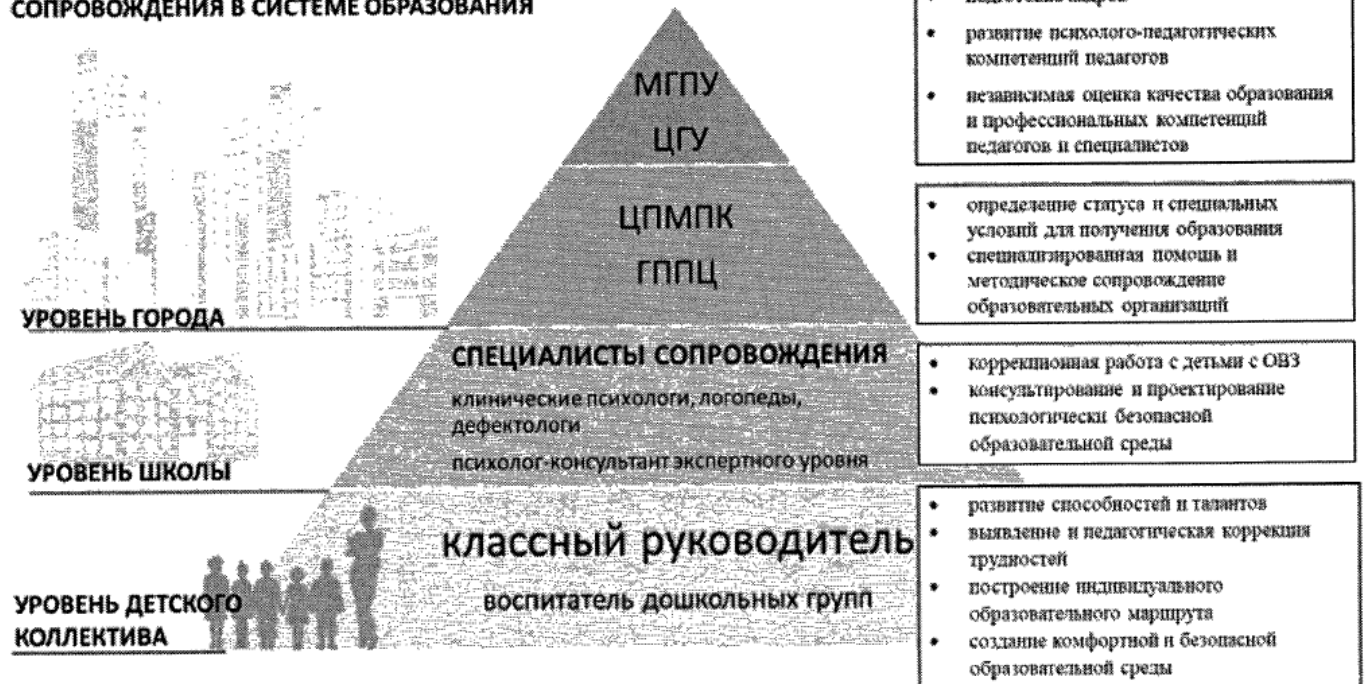 СОПРОВОЖДЕНИЯ В СИСТЕМЕ ОБРАЗОВАНИЯ
МГПУ
ЦГУ
ЦПМПК
ГППЦ
УРОВЕНЬ ГОРОДА
СПЕЦИАЛИСТЫ СОПРОВОЖДЕНИЯ
клинические психологи, логопеды,
дефектологи
психолог-консультант экспертного уровня
УРОВЕНЬ ШКОЛЫ
классный руководитель
воспитатель дошкольных групп
УРОВЕНЬ ДЕТСКОГО
КОЛЛЕКТИВА
• развитие психолого-педагогических
компетенций педагогов
• независимая оценка качества образования
и профессиональных компетенций
педагогов и специалистов
• определение статуса и специальных
условий для получения образования
• специализированная помощь и
методическое сопровождение
образовательных организаций
• коррекционная работа с детьми с ОВЗ
• консультирование и проектирование
психологически безопасной
образовательной среды
• развитие способностей и талантов
• выявление и педагогическая коррекция
трудностей
• построение индивидуального
образовательного маршрута
• создание комфортной и безопасной
образовательной среды